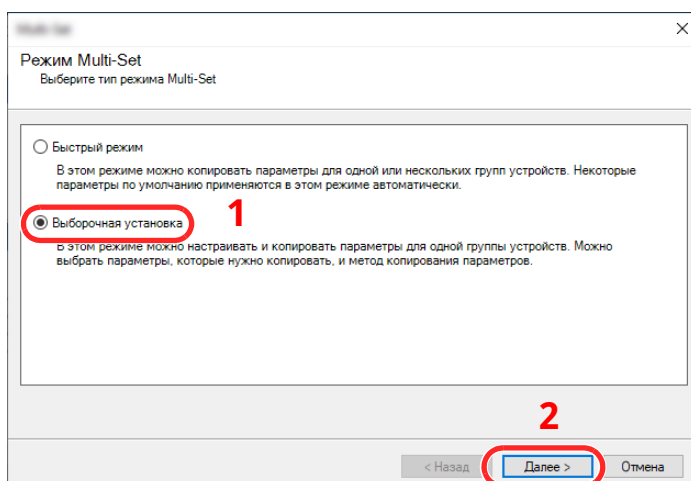 Режим Multi-Set
Выберите тип режима Multi-Set
Быстрый режим
В этом режиме можно копировать параметры для одной или нескольких групп устройств. Некоторые
параметры по умолчанию применяются в этом режиме автоматически.
1
Выборочная установка
В этом режиме можно настраивать и копировать параметры для одной группы устройств. Можно
выбрать параметры, которые нужно копировать, и метод копирования параметров.
2
< Назад Далее > Отмена